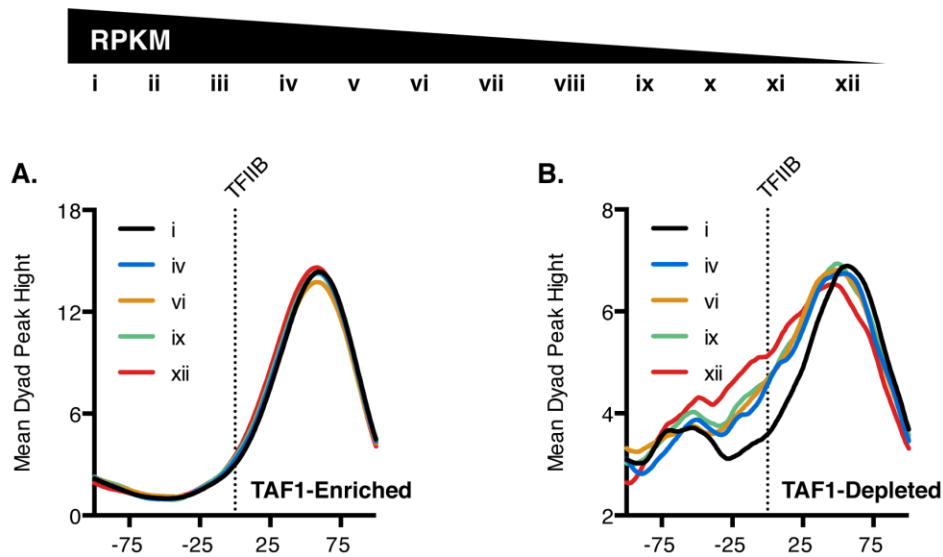 RPKM
i ii iii iv v vi vii viii ix x xi xii
A.
TFIIB
Mean Dyad Peak Hight
18
12
6
0
i
iv
vi
ix
xii
TAF1-Enriched
-75 -25 25 75
B.
TFIIB
Mean Dyad Peak Hight
8
6
4
2
i
iv
vi
ix
xii
TAF1-Depleted
-75 -25 25 75